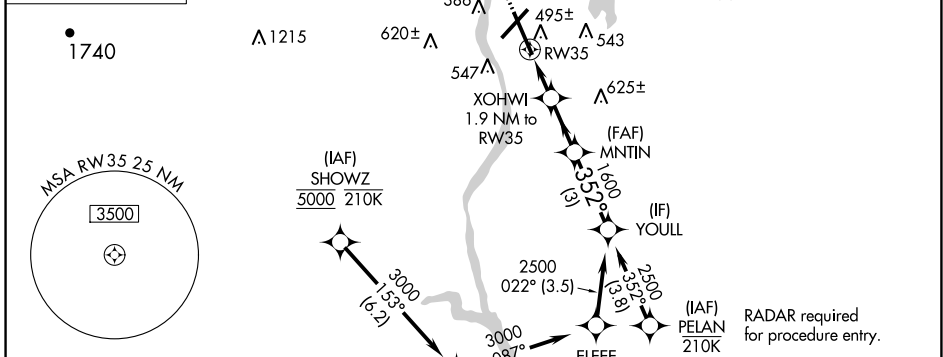 495±
543
RW35
1740
1215
620±
547
625±
XOHWI
1.9 NM to
RW35
(FAF)
MNTIN
1600
352°
(3)
(IF)
YOULL
MSA RW35 25 NM
3500
(IAF)
SHOWZ
5000 210K
3000
153°
(6.2)
2500
022° (3.5)
2500
352°
(3.8)
(IAF)
PELAN
210K
RADAR required
for procedure entry.
3000